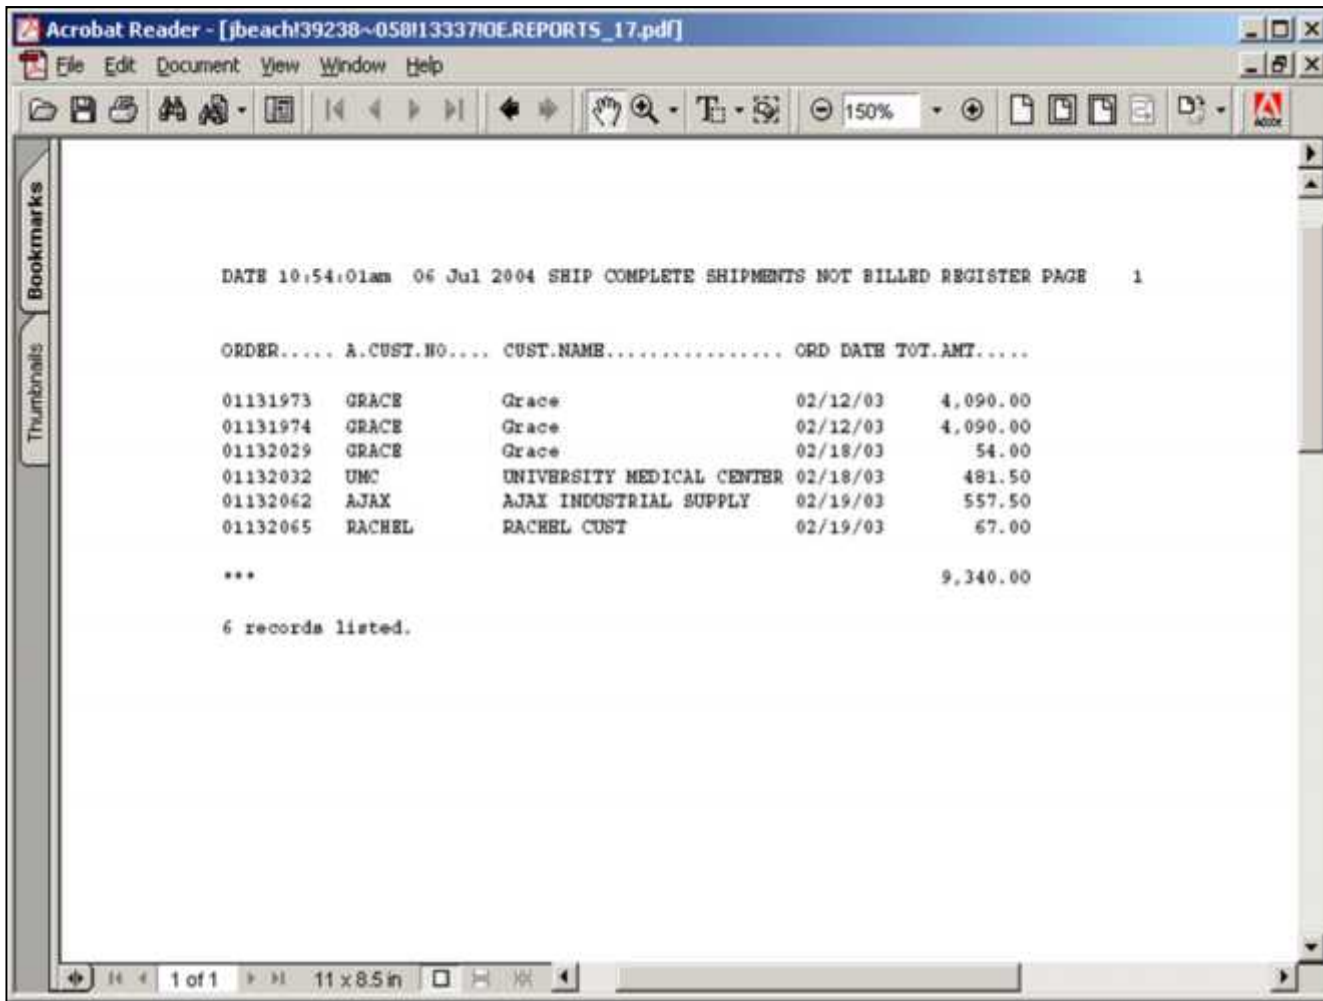 Acrobat Reader - [jbeach!39238~058!13337!OE.REPORTS_17.pdf]
File Edit Document View Window Help
150%
Adobe
Bookmarks
Thumbnails
DATE 10:54:01am 06 Jul 2004 SHIP COMPLETE SHIPMENTS NOT BILLED REGISTER PAGE 1
ORDER..... A.CUST.NO.... CUST.NAME................ ORD DATE TOT.AMT.....
01131973 GRACE Grace 02/12/03 4,090.00
01131974 GRACE Grace 02/12/03 4,090.00
01132029 GRACE Grace 02/18/03 54.00
01132032 UMC UNIVERSITY MEDICAL CENTER 02/18/03 481.50
01132062 AJAX AJAX INDUSTRIAL SUPPLY 02/19/03 557.50
01132065 RACHEL RACHEL CUST 02/19/03 67.00
*** 9,340.00
6 records listed.
1 of 1 11 x 8.5 in